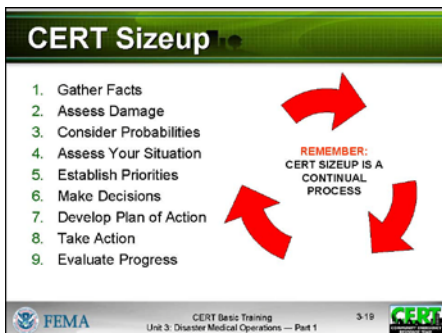 CERT Sizeup
1. Gather Facts
2. Assess Damage
3. Consider Probabilities
4. Assess Your Situation
5. Establish Priorities
6. Make Decisions
7. Develop Plan of Action
8. Take Action
9. Evaluate Progress
REMEMBER:
CERT SIZEUP IS A
CONTINUAL
PROCESS
FEMA
CERT Basic Training
Unit 3: Disaster Medical Operations — Part 1
3-19
CERT